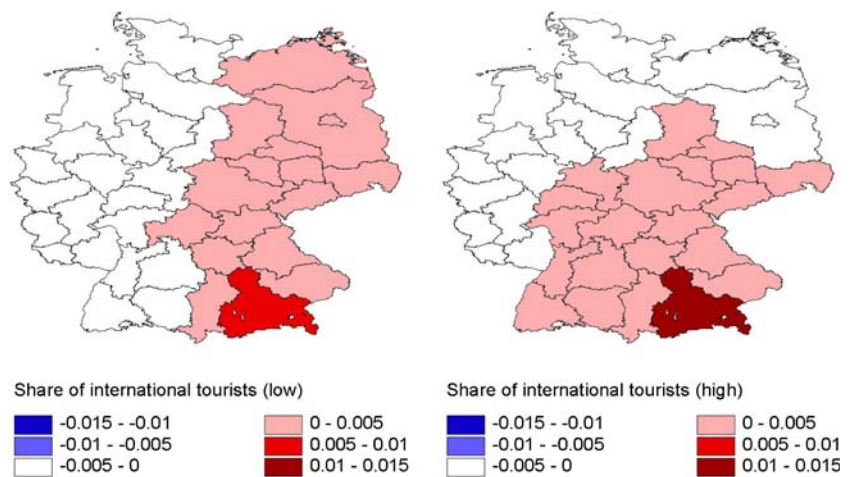 Share of international tourists (low)
-0.015 - -0.01
-0.01 - -0.005
-0.005 - 0
0 - 0.005
0.005 - 0.01
0.01 - 0.015
Share of international tourists (high)
-0.015 - -0.01
-0.01 - -0.005
-0.005 - 0
0 - 0.005
0.005 - 0.01
0.01 - 0.015